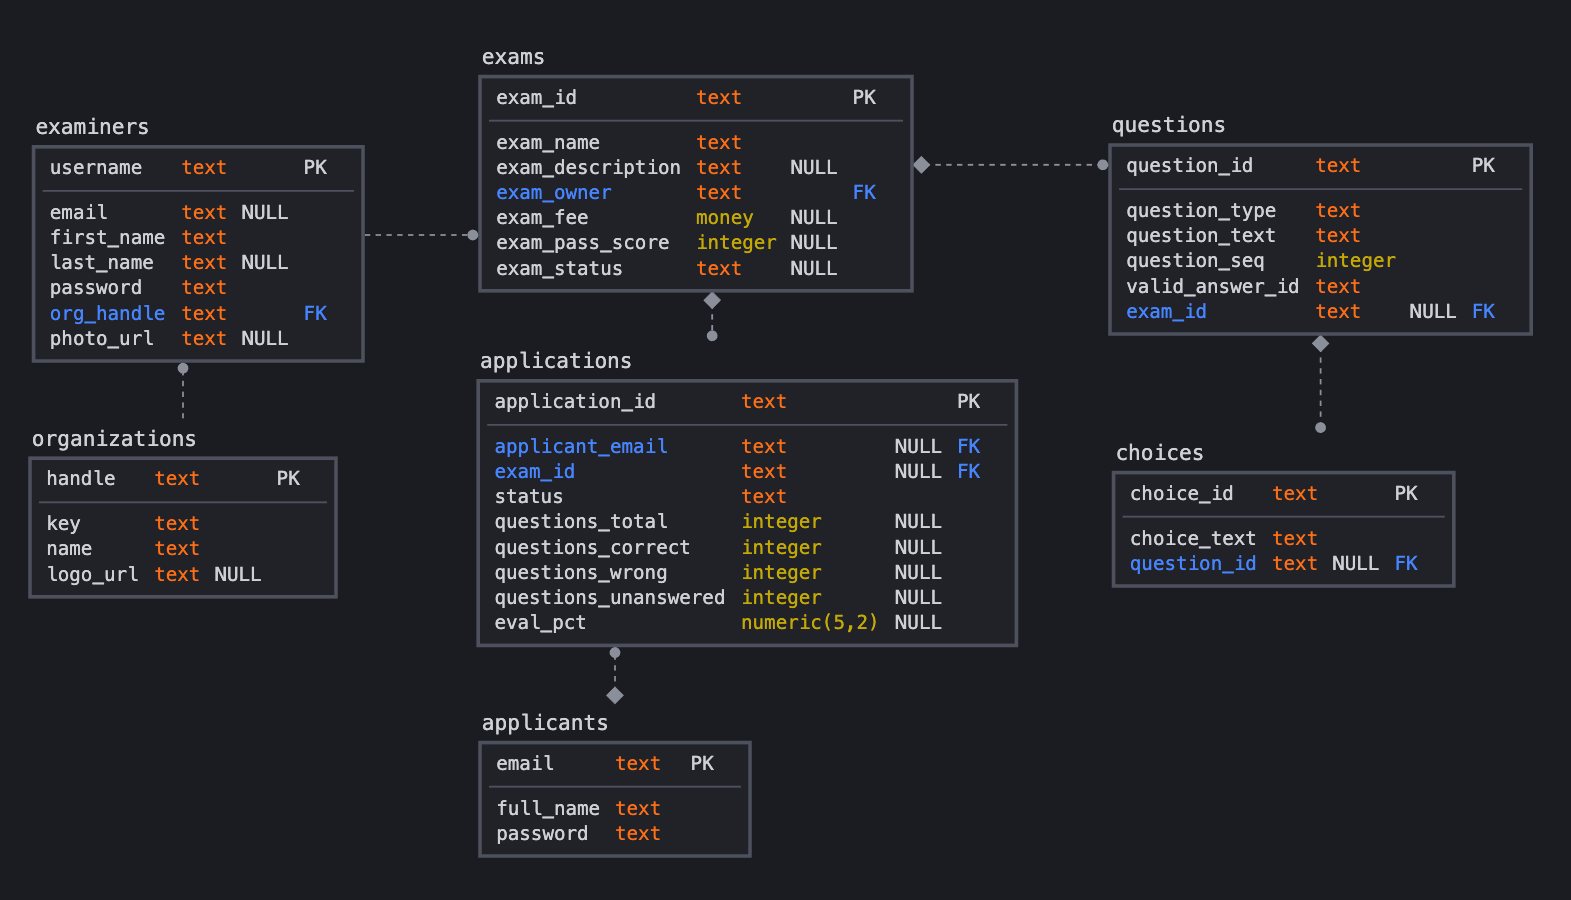 examiners
username text PK
email text NULL
first_name text
last_name text NULL
password text
org_handle text FK
photo_url text NULL
organizations
handle text PK
key text
name text
logo_url text NULL
exams
exam_id text PK
exam_name text
exam_description text NULL
exam_owner text FK
exam_fee money NULL
exam_pass_score integer NULL
exam_status text NULL
applications
application_id text PK
applicant_email text NULL FK
exam_id text NULL FK
status text
questions_total integer NULL
questions_correct integer NULL
questions_wrong integer NULL
questions_unanswered integer NULL
eval_pct numeric(5,2) NULL
applicants
email text PK
full_name text
password text
questions
question_id text PK
question_type text
question_text text
question_seq integer
valid_answer_id text
exam_id text NULL FK
choices
choice_id text PK
choice_text text
question_id text NULL FK